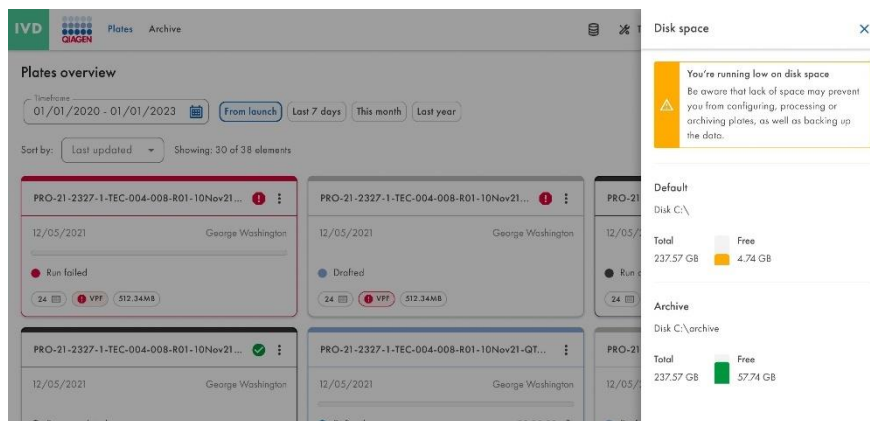 IVD
QIAGEN
Plates
Archive
T
Plates overview
Timeframe
01/01/2020 - 01/01/2023
From launch
Last 7 days
This month
Last year
Sort by:
Last updated
Showing: 30 of 38 elements
PRO-21-2327-1-TEC-004-008-R01-10Nov21...
12/05/2021
George Washington
Run failed
24
VPF
512.34MB
PRO-21-2327-1-TEC-004-008-R01-10Nov21...
12/05/2021
George Washington
Drafted
24
VPF
512.34MB
PRO-21
12/05/
Run
24
PRO-21-2327-1-TEC-004-008-R01-10Nov21...
12/05/2021
George Washington
PRO-21-2327-1-TEC-004-008-R01-10Nov21-QT...
12/05/2021
George Washington
PRO-21
12/05/
Disk space
You're running low on disk space
Be aware that lack of space may prevent
you from configuring, processing or
archiving plates, as well as backing up
the data.
Default
Disk C:\
Total
237.57 GB
Free
4.74 GB
Archive
Disk C:\archive
Total
237.57 GB
Free
57.74 GB